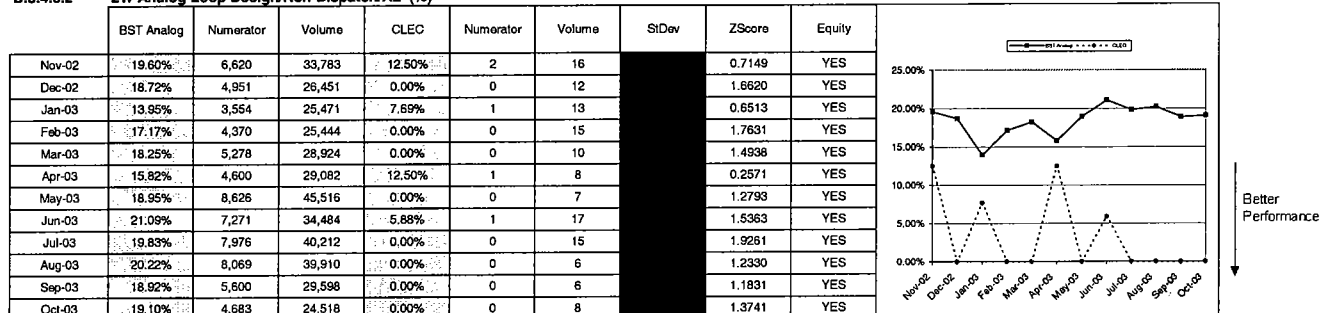 BST Analog Numerator Volume CLEC Numerator Volume StDev ZScore Equity
Nov-02 19.60% 6,620 33,783 12.50% 2 16 0.7149 YES
Dec-02 18.72% 4,951 26,451 0.00% 0 12 1.6620 YES
Jan-03 13.95% 3,554 25,471 7.69% 1 13 0.6513 YES
Feb-03 17.17% 4,370 25,444 0.00% 0 15 1.7631 YES
Mar-03 18.25% 5,278 28,924 0.00% 0 10 1.4938 YES
Apr-03 15.82% 4,600 29,082 12.50% 1 8 0.2571 YES
May-03 18.95% 8,626 45,516 0.00% 0 7 1.2793 YES
Jun-03 21.09% 7,271 34,484 5.88% 1 17 1.5363 YES
Jul-03 19.83% 7,976 40,212 0.00% 0 15 1.9261 YES
Aug-03 20.22% 8,069 39,910 0.00% 0 6 1.2330 YES
Sep-03 18.92% 5,600 29,598 0.00% 0 6 1.1831 YES
Oct-03 19.10% 4,683 24,518 0.00% 0 8 1.3741 YES
BST Analog CLEC
25.00%
20.00%
15.00%
10.00%
5.00%
0.00%
Nov-02 Dec-02 Jan-03 Feb-03 Mar-03 Apr-03 May-03 Jun-03 Jul-03 Aug-03 Sep-03 Oct-03
Better
Performance